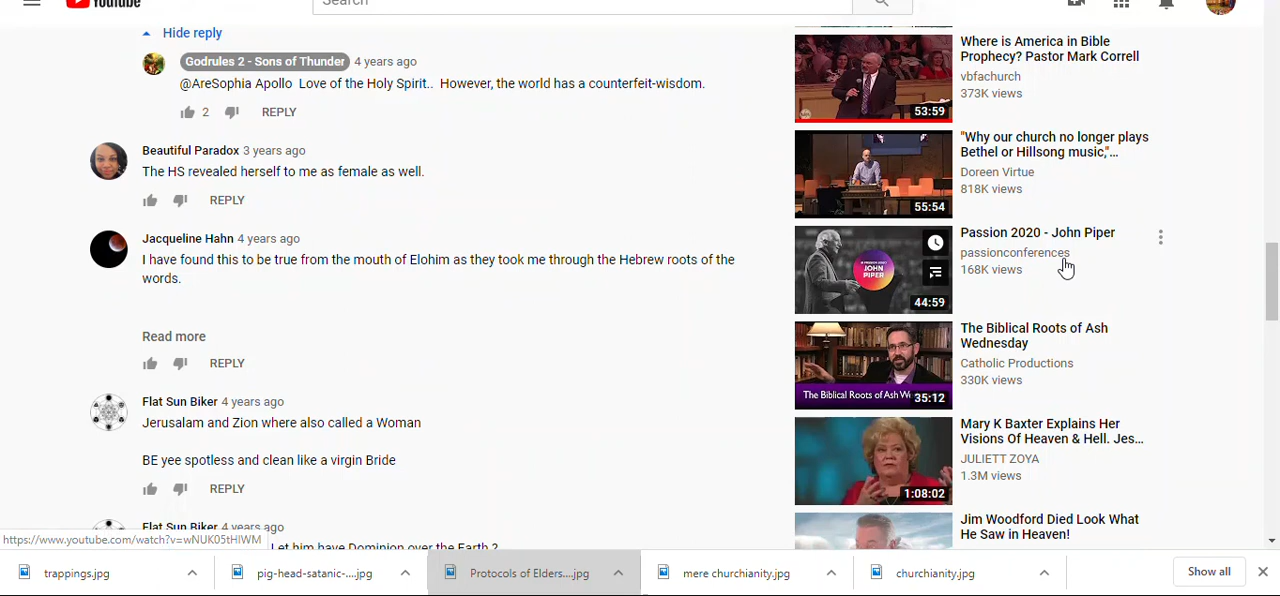 YouTube
Search
Hide reply
Godrules 2 - Sons of Thunder 4 years ago
@AreSophia Apollo Love of the Holy Spirit.. However, the world has a counterfeit-wisdom.
2 REPLY
Beautiful Paradox 3 years ago
The HS revealed herself to me as female as well.
REPLY
Jacqueline Hahn 4 years ago
I have found this to be true from the mouth of Elohim as they took me through the Hebrew roots of the
words.
Read more
REPLY
Flat Sun Biker 4 years ago
Jerusalam and Zion where also called a Woman
BE yee spotless and clean like a virgin Bride
REPLY
Flat Sun Biker 4 years ago
Let him have Dominion over the Earth ?
https://www.youtube.com/watch?v=wNUK05tHIWM
53:59
Where is America in Bible
Prophecy? Pastor Mark Correll
vbfachurch
373K views
55:54
"Why our church no longer plays
Bethel or Hillsong music,"...
Doreen Virtue
818K views
JOHN
PIPER
44:59
Passion 2020 - John Piper
passionconferences
168K views
The Biblical Roots of Ash W
35:12
The Biblical Roots of Ash
Wednesday
Catholic Productions
330K views
1:08:02
Mary K Baxter Explains Her
Visions Of Heaven & Hell. Jes...
JULIETT ZOYA
1.3M views
Jim Woodford Died Look What
He Saw in Heaven!
trappings.jpg
pig-head-satanic-....jpg
Protocols of Elders....jpg
mere churchianity.jpg
churchianity.jpg
Show all